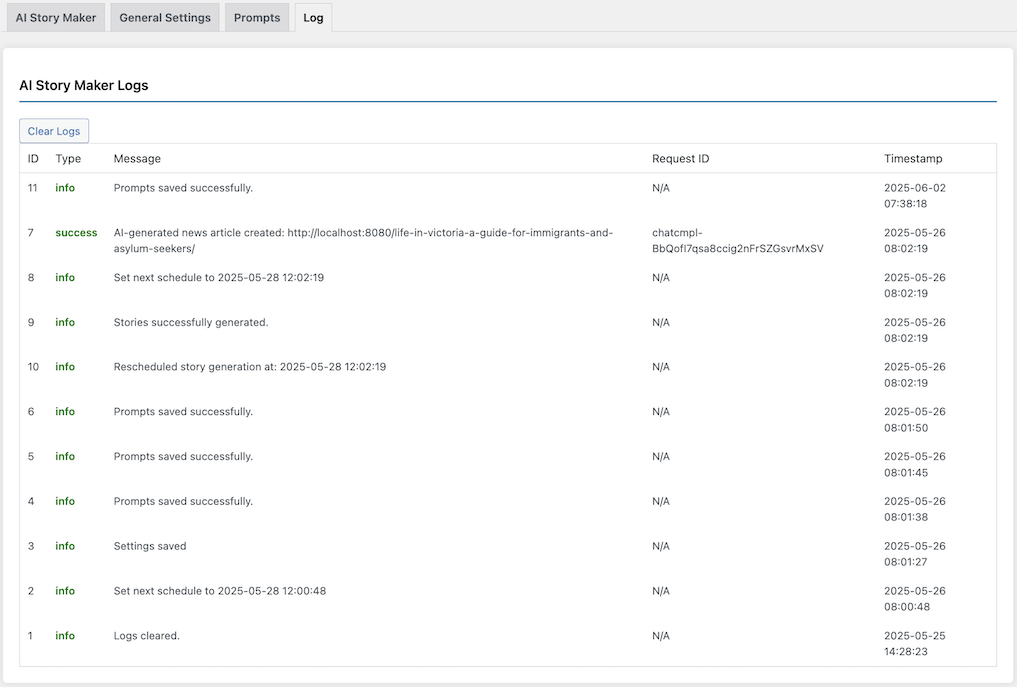 AI Story Maker General Settings Prompts Log
AI Story Maker Logs
Clear Logs
ID Type Message Request ID Timestamp
11 info Prompts saved successfully. N/A 2025-06-02
07:38:18
7 success AI-generated news article created: http://localhost:8080/life-in-victoria-a-guide-for-immigrants-and- chatcmpl- 2025-05-26
asylum-seekers/ BbQofI7qsa8ccig2nFrSZGsvrMxSV 08:02:19
8 info Set next schedule to 2025-05-28 12:02:19 N/A 2025-05-26
08:02:19
9 info Stories successfully generated. N/A 2025-05-26
08:02:19
10 info Rescheduled story generation at: 2025-05-28 12:02:19 N/A 2025-05-26
08:02:19
6 info Prompts saved successfully. N/A 2025-05-26
08:01:50
5 info Prompts saved successfully. N/A 2025-05-26
08:01:45
4 info Prompts saved successfully. N/A 2025-05-26
08:01:38
3 info Settings saved N/A 2025-05-26
08:01:27
2 info Set next schedule to 2025-05-28 12:00:48 N/A 2025-05-26
08:00:48
1 info Logs cleared. N/A 2025-05-25
14:28:23